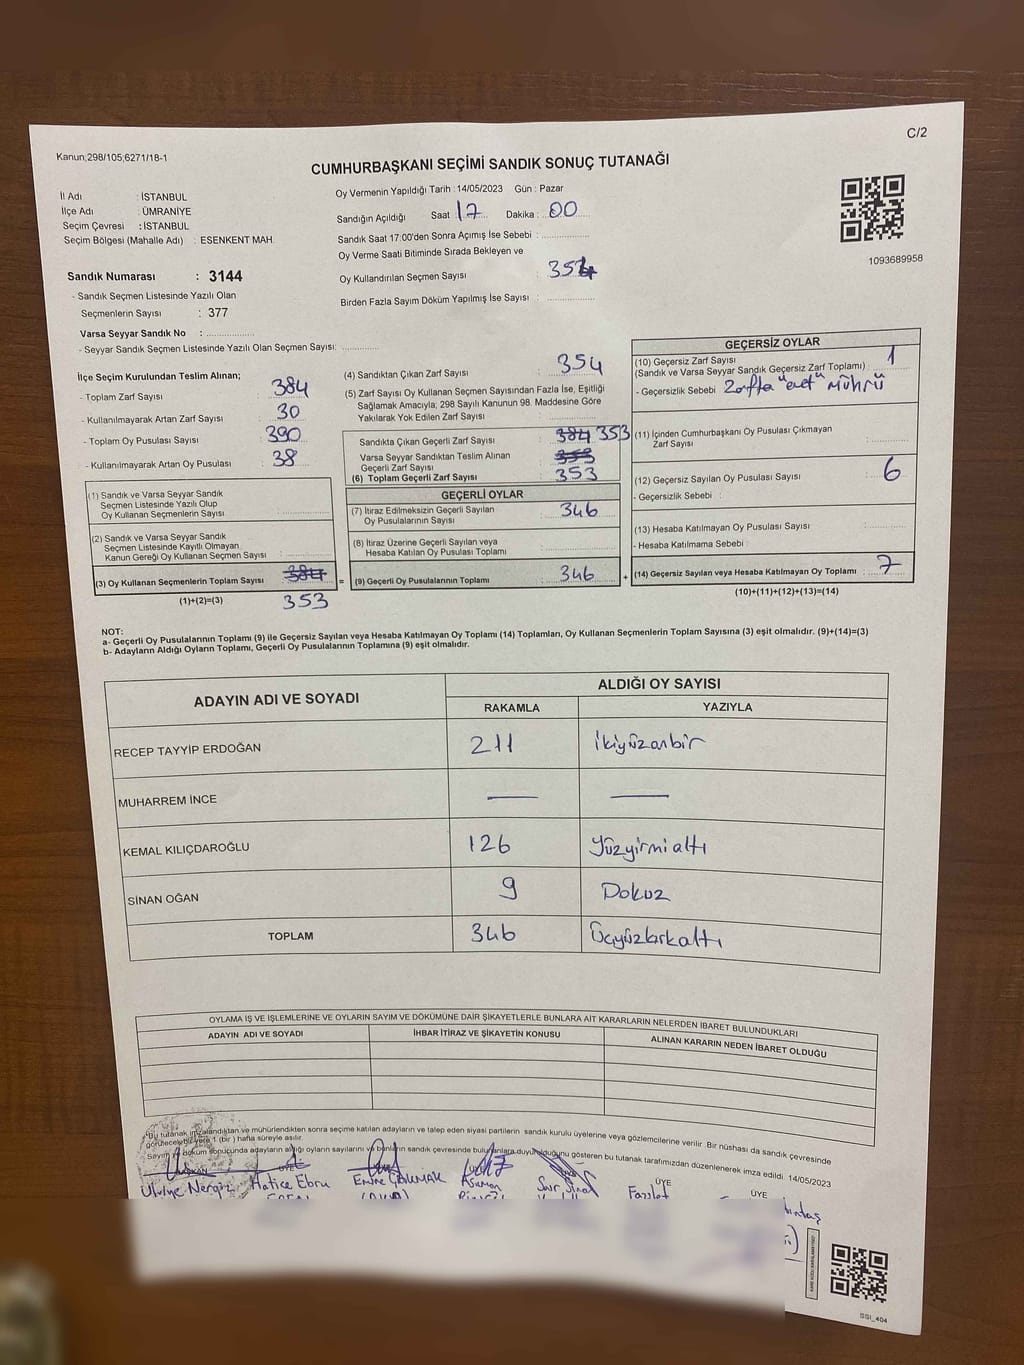 C/2
Kanun;298/105;6271/18-1
CUMHURBAŞKANI SEÇİMİ SANDIK SONUÇ TUTANAĞI
İl Adı : İSTANBUL
İlçe Adı : ÜMRANİYE
Seçim Çevresi : İSTANBUL
Seçim Bölgesi (Mahalle Adı) : ESENKENT MAH.
Sandık Numarası : 3144
- Sandık Seçmen Listesinde Yazılı Olan
Seçmenlerin Sayısı : 377
Varsa Seyyar Sandık No :
- Seyyar Sandık Seçmen Listesinde Yazılı Olan Seçmen Sayısı:
Oy Vermenin Yapıldığı Tarih : 14/05/2023 Gün : Pazar
Sandığın Açıldığı Saat 17 Dakika : 00
Sandık Saat 17:00'den Sonra Açımış İse Sebebi :
Oy Verme Saati Bitiminde Sırada Bekleyen ve
Oy Kullandırılan Seçmen Sayısı : 354
Birden Fazla Sayım Döküm Yapılmış İse Sayısı :
1093689958
İlçe Seçim Kurulundan Teslim Alınan;
- Toplam Zarf Sayısı : 384
- Kullanılmayarak Artan Zarf Sayısı : 30
- Toplam Oy Pusulası Sayısı : 390
- Kullanılmayarak Artan Oy Pusulası : 38
(1) Sandık ve Varsa Seyyar Sandık
Seçmen Listesinde Yazılı Olup
Oy Kullanan Seçmenlerin Sayısı :
(2) Sandık ve Varsa Seyyar Sandık
Seçmen Listesinde Kayıtlı Olmayan
Kanun Gereği Oy Kullanan Seçmen Sayısı :
(3) Oy Kullanan Seçmenlerin Toplam Sayısı : 384 =
(1)+(2)=(3) 353
(4) Sandıktan Çıkan Zarf Sayısı : 354
(5) Zarf Sayısı Oy Kullanan Seçmen Sayısından Fazla İse, Eşitliği
Sağlamak Amacıyla, 298 Sayılı Kanunun 98. Maddesine Göre
Yakılarak Yok Edilen Zarf Sayısı :
Sandıkta Çıkan Geçerli Zarf Sayısı : 384 353
Varsa Seyyar Sandıktan Teslim Alınan
Geçerli Zarf Sayısı : 353
(6) Toplam Geçerli Zarf Sayısı : 353
GEÇERLİ OYLAR
(7) İtiraz Edilmeksizin Geçerli Sayılan
Oy Pusulalarının Sayısı : 346
(8) İtiraz Üzerine Geçerli Sayılan veya
Hesaba Katılan Oy Pusulası Toplamı :
(9) Geçerli Oy Pusulalarının Toplamı : 346 +
GEÇERSİZ OYLAR
(10) Geçersiz Zarf Sayısı : 1
(Sandık ve Varsa Seyyar Sandık Geçersiz Zarf Toplamı)
- Geçersizlik Sebebi : Zarfta "evet" mührü
(11) İçinden Cumhurbaşkanı Oy Pusulası Çıkmayan
Zarf Sayısı :
(12) Geçersiz Sayılan Oy Pusulası Sayısı : 6
- Geçersizlik Sebebi :
(13) Hesaba Katılmayan Oy Pusulası Sayısı :
- Hesaba Katılmama Sebebi :
(14) Geçersiz Sayılan veya Hesaba Katılmayan Oy Toplamı : 7
(10)+(11)+(12)+(13)=(14)
NOT:
a- Geçerli Oy Pusulalarının Toplamı (9) ile Geçersiz Sayılan veya Hesaba Katılmayan Oy Toplamı (14) Toplamları, Oy Kullanan Seçmenlerin Toplam Sayısına (3) eşit olmalıdır. (9)+(14)=(3)
b- Adayların Aldığı Oyların Toplamı, Geçerli Oy Pusulalarının Toplamına (9) eşit olmalıdır.
ADAYIN ADI VE SOYADI ALDIĞI OY SAYISI
RAKAMLA YAZIYLA
RECEP TAYYİP ERDOĞAN 211 İkiyüzonbir
MUHARREM İNCE — —
KEMAL KILIÇDAROĞLU 126 Yüzyirmialtı
SİNAN OĞAN 9 Dokuz
TOPLAM 346 Üçyüzkırkaltı
OYLAMA İŞ VE İŞLEMLERİNE VE OYLARIN SAYIM VE DÖKÜMÜNE DAİR ŞİKAYETLERLE BUNLARA AİT KARARLARIN NELERDEN İBARET BULUNDUKLARI
ADAYIN ADI VE SOYADI İHBAR İTİRAZ VE ŞİKAYETİN KONUSU ALINAN KARARIN NEDEN İBARET OLDUĞU
*Bu tutanak imzalandıktan ve mühürlendikten sonra seçime katılan adayların ve talep eden siyasi partilerin sandık kurulu üyelerine veya gözlemcilerine verilir Bir nüshası da sandık çevresinde
görülecek bir yere 1 (bir) hafta süreyle asılır.
Sayım ve döküm sonuçunda adayların aldığı oyların sayılarını ve bunların sandık çevresinde bulunanlara duyurulduğunu gösteren bu tutanak tarafımızdan düzenlenerek imza edildi. 14/05/2023
BAŞKAN ÜYE ÜYE ÜYE
Ulviye Nergiz Hatice Ebru Emine Asuman
SSİ_404